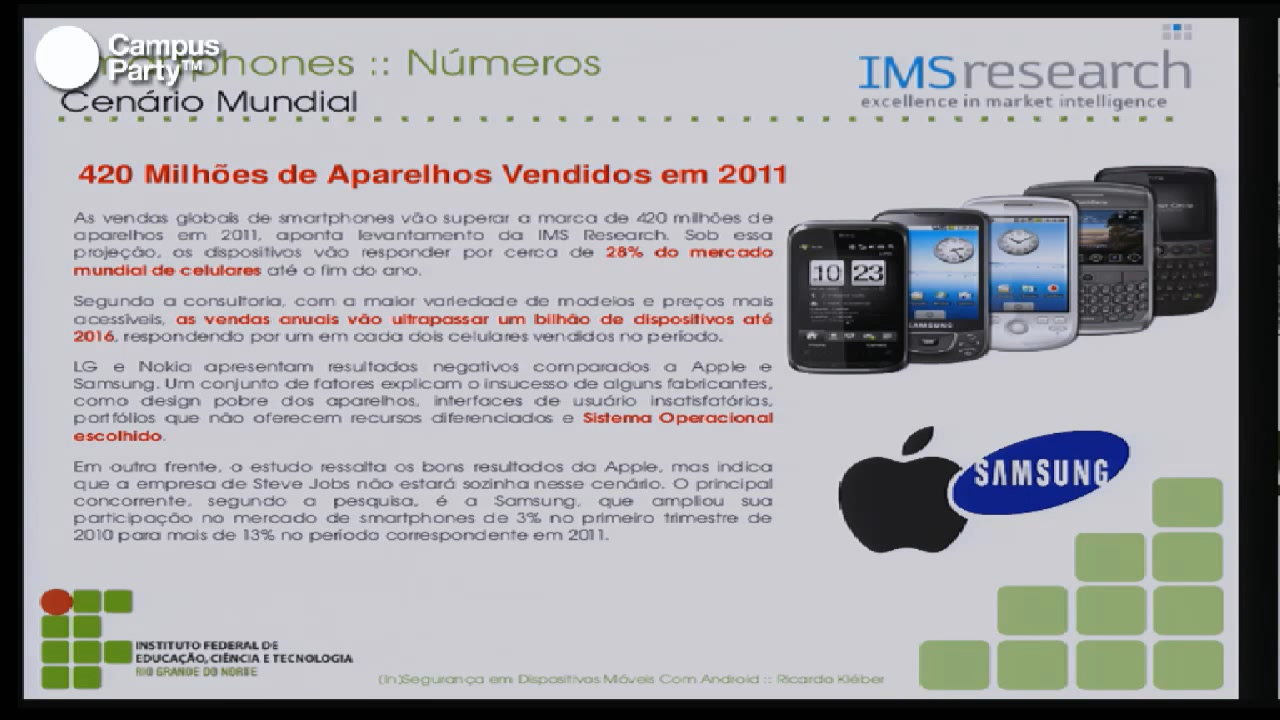 Campus
Party™
phones :: Números
Cenário Mundial
IMSresearch
excellence in market intelligence
420 Milhões de Aparelhos Vendidos em 2011
As vendas globais de smartphones vão superar a marca de 420 milhões de
aparelhos em 2011, aponta levantamento da IMS Research. Sob essa
projeção, os dispositivos vão responder por cerca de 28% do mercado
mundial de celulares até o fim do ano.
Segundo a consultoria, com a maior variedade de modelos e preços mais
acessíveis, as vendas anuais vão ultrapassar um bilhão de dispositivos até
2016, respondendo por um em cada dois celulares vendidos no período.
LG e Nokia apresentam resultados negativos comparados a Apple e
Samsung. Um conjunto de fatores explicam o insucesso de alguns fabricantes,
como design pobre dos aparelhos, interfaces de usuário insatisfatórias,
portfólios que não oferecem recursos diferenciados e Sistema Operacional
escolhido.
Em outra frente, o estudo ressalta os bons resultados da Apple, mas indica
que a empresa de Steve Jobs não estará sozinha nesse cenário. O principal
concorrente, segundo a pesquisa, é a Samsung, que ampliou sua
participação no mercado de smartphones de 3% no primeiro trimestre de
2010 para mais de 13% no período correspondente em 2011.
10 23
SAMSUNG
SAMSUNG
INSTITUTO FEDERAL DE
EDUCAÇÃO, CIÊNCIA E TECNOLOGIA
RIO GRANDE DO NORTE
(In)Segurança em Dispositivos Móveis Com Android :: Ricardo Kléber